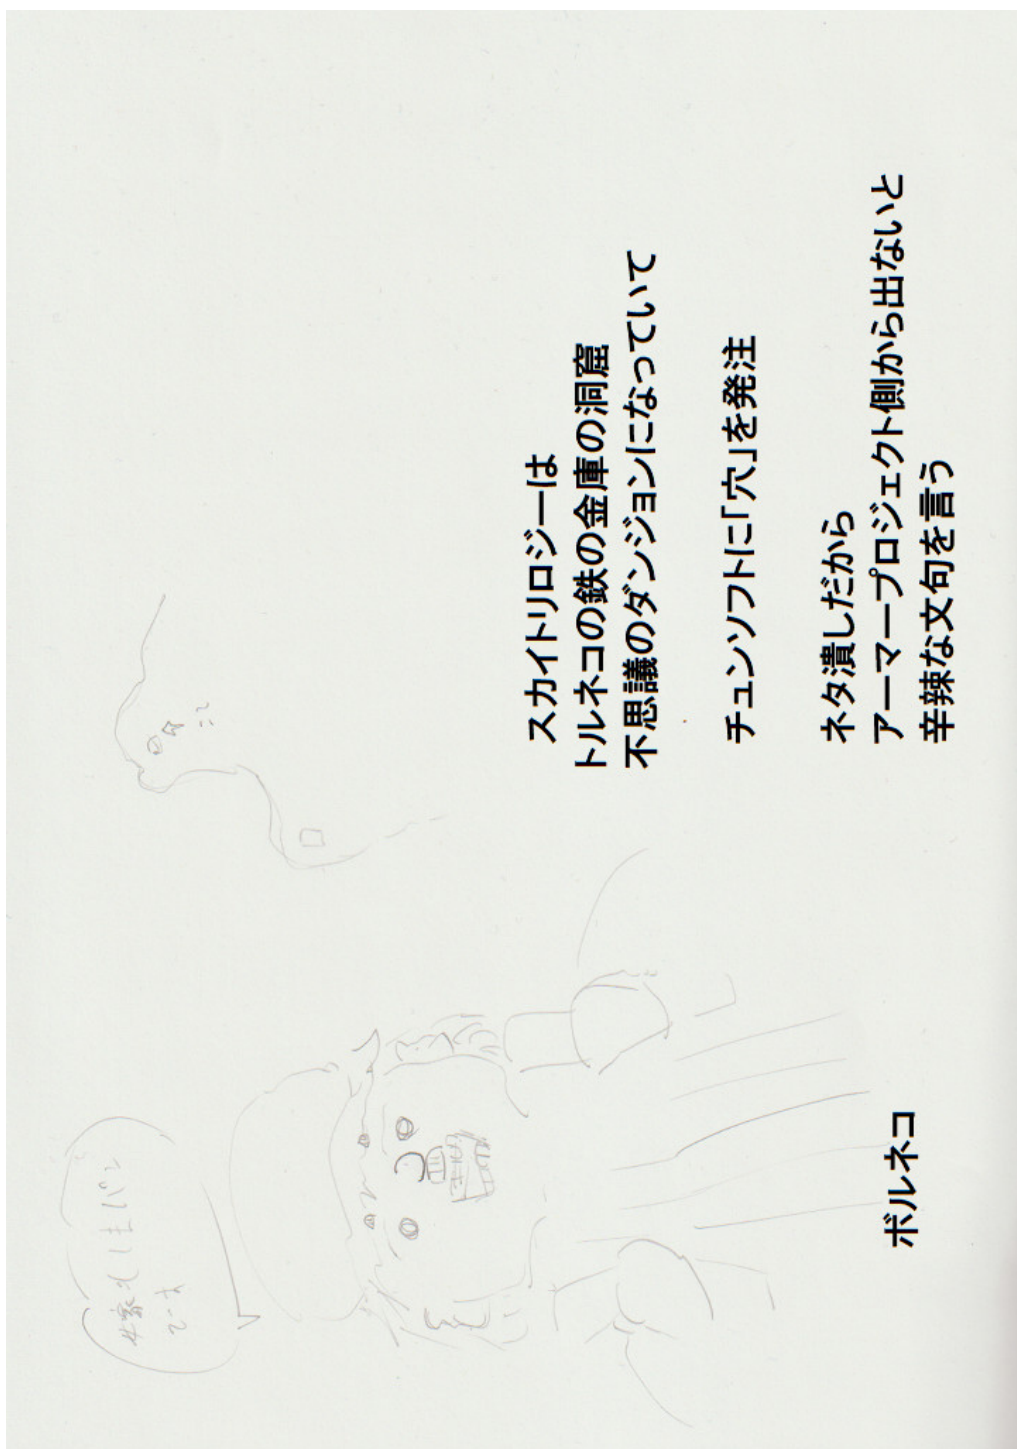 スカイトリロジーは
トルネコの鉄の金庫の洞窟
不思議のダンジョンになっていて
チュンソフトに「穴」を発注
ネタ潰しだから
アーマープロジェクト側から出ないと
辛辣な文句を言う
ボルネコ